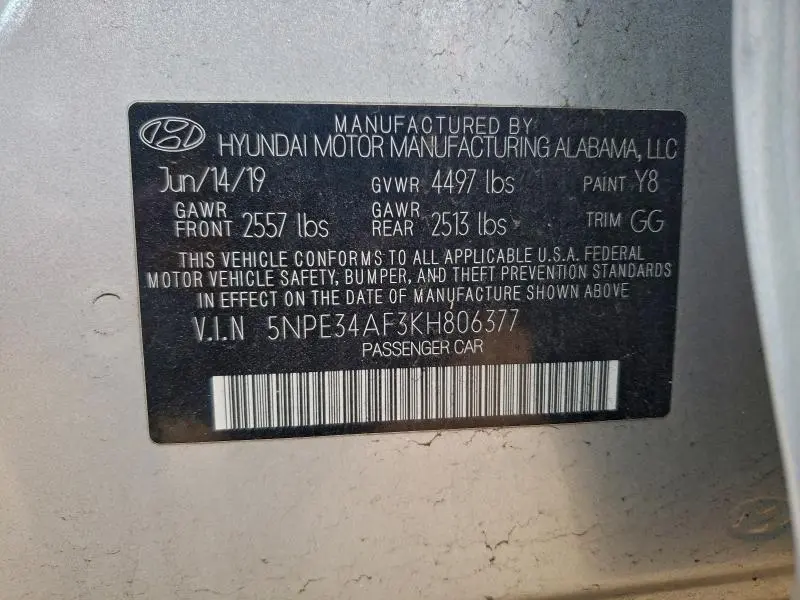 MANUFACTURED BY
HYUNDAI MOTOR MANUFACTURING ALABAMA, LLC
Jun/14/19 GVWR 4497 lbs PAINT Y8
GAWR FRONT 2557 lbs GAWR REAR 2513 lbs TRIM GG
THIS VEHICLE CONFORMS TO ALL APPLICABLE U.S.A. FEDERAL
MOTOR VEHICLE SAFETY, BUMPER, AND THEFT PREVENTION STANDARDS
IN EFFECT ON THE DATE OF MANUFACTURE SHOWN ABOVE
V.I.N 5NPE34AF3KH806377
PASSENGER CAR